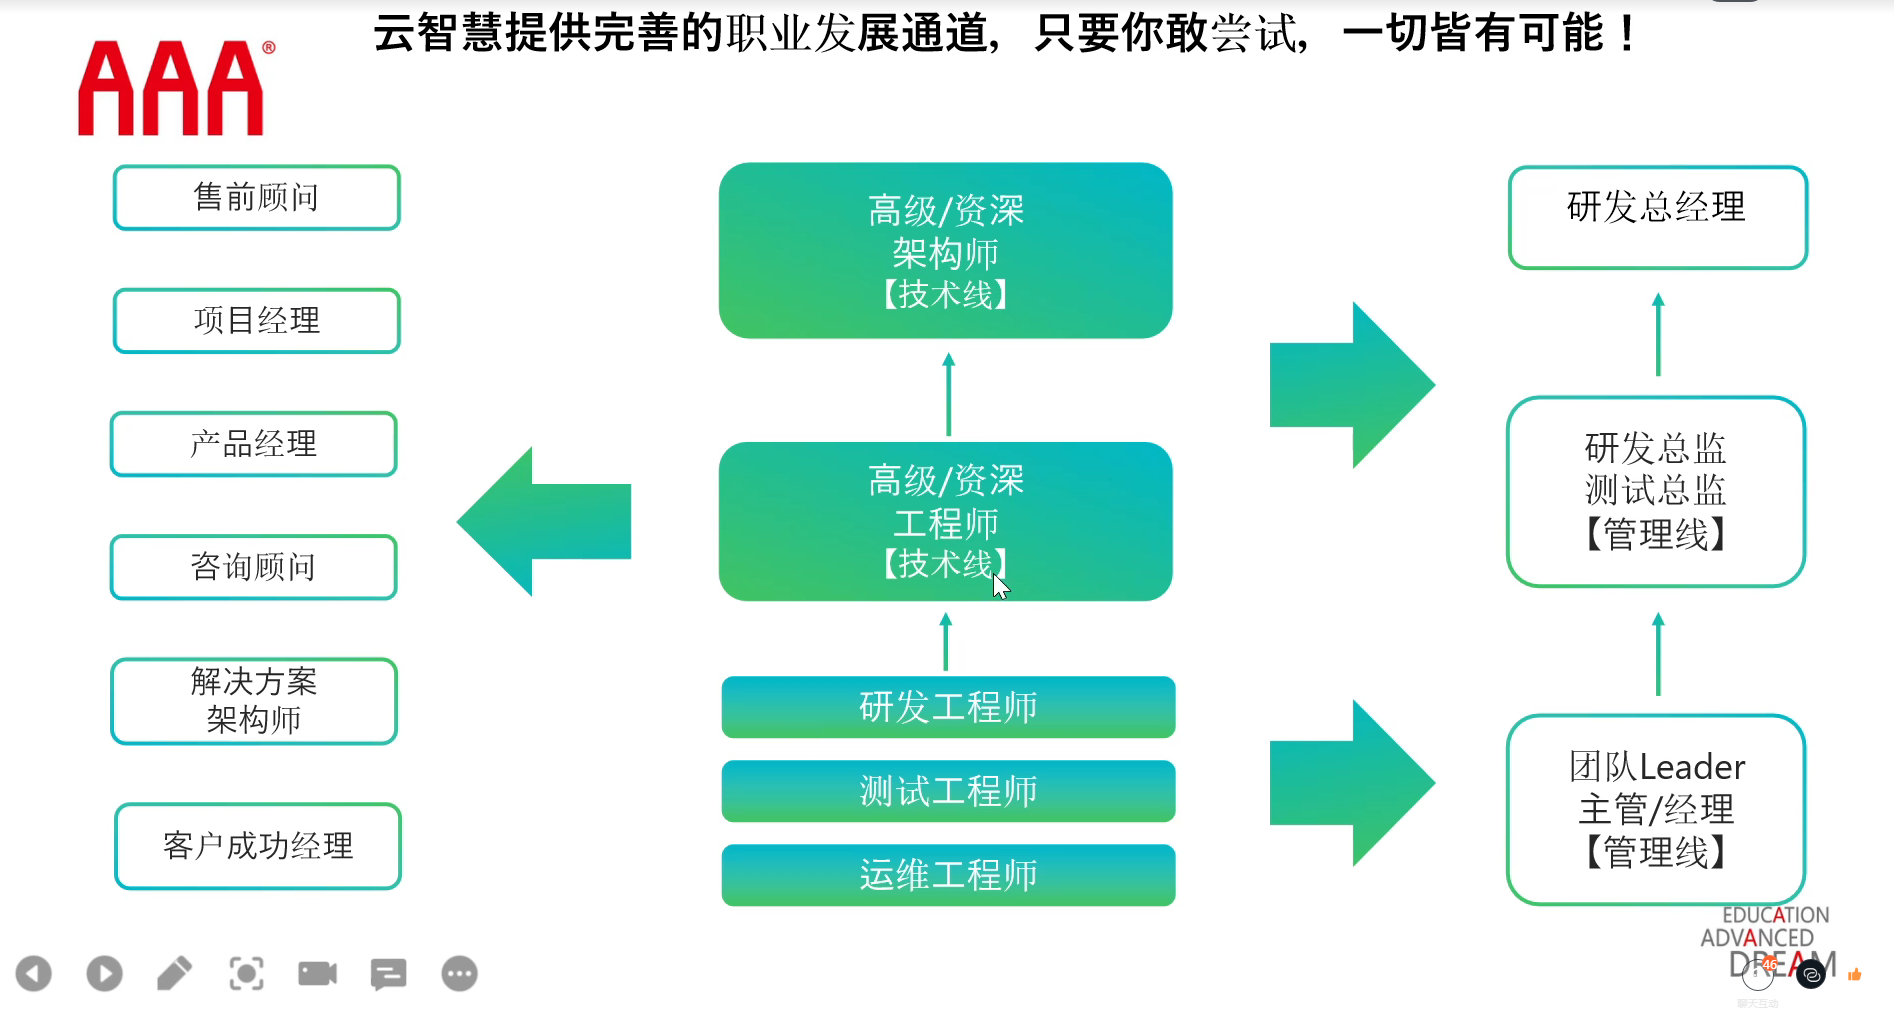 云智慧提供完善的职业发展通道，只要你敢尝试，一切皆有可能！
AAA®
售前顾问
项目经理
产品经理
咨询顾问
解决方案
架构师
客户成功经理
高级/资深
架构师
【技术线】
高级/资深
工程师
【技术线】
研发工程师
测试工程师
运维工程师
研发总经理
研发总监
测试总监
【管理线】
团队Leader
主管/经理
【管理线】
EDUCATION
ADVANCED
DREAM
46
聊天互动